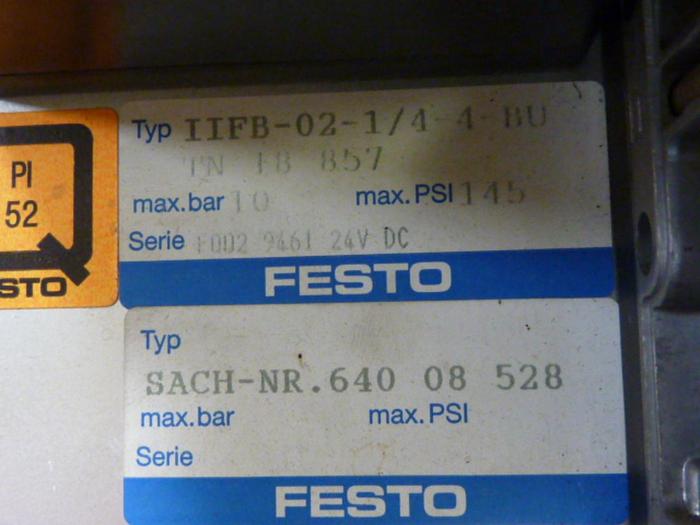 PI
52
STO
Typ IIFB-02-1/4-4-BU
TN 18 857
max.bar 10 max.PSI 145
Serie F002 9461 24V DC
FESTO
Typ
SACH-NR.640 08 528
max.bar max.PSI
Serie
FESTO